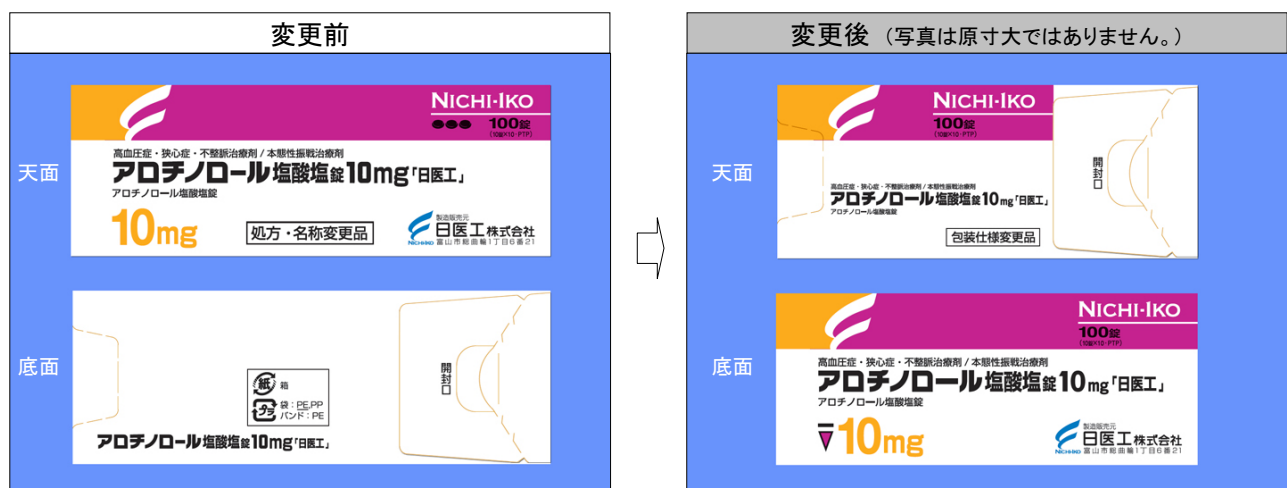 変更前
天面
NICHI-IKO
100錠
(10錠×10・PTP)
高血圧症・狭心症・不整脈治療剤/本態性振戦治療剤
アロチノロール塩酸塩錠10mg「日医工」
アロチノロール塩酸塩錠
10mg
処方・名称変更品
NICHI-IKO
製造販売元
日医工株式会社
富山市総曲輪1丁目6番21
底面
開封口
紙 箱
プラ 袋:PE,PP
バンド:PE
アロチノロール塩酸塩錠10mg「日医工」
変更後 (写真は原寸大ではありません。)
天面
NICHI-IKO
100錠
(10錠×10・PTP)
開封口
高血圧症・狭心症・不整脈治療剤/本態性振戦治療剤
アロチノロール塩酸塩錠10mg「日医工」
アロチノロール塩酸塩錠
包装仕様変更品
底面
NICHI-IKO
100錠
(10錠×10・PTP)
高血圧症・狭心症・不整脈治療剤/本態性振戦治療剤
アロチノロール塩酸塩錠10mg「日医工」
アロチノロール塩酸塩錠
10mg
NICHI-IKO
製造販売元
日医工株式会社
富山市総曲輪1丁目6番21